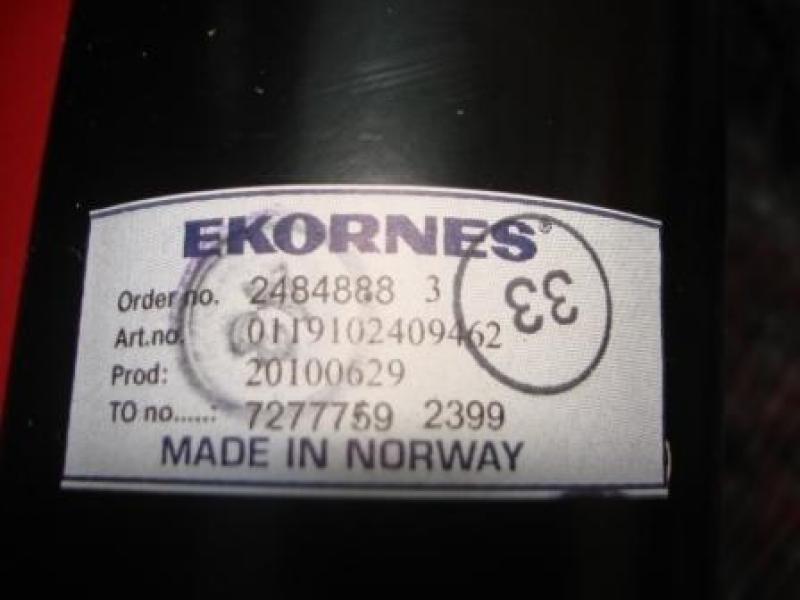 EKORNES®
Order no. 2484888 3
Art.no. 0119102409462
Prod: 20100629
TO no.....: 7277759 2399
MADE IN NORWAY
33